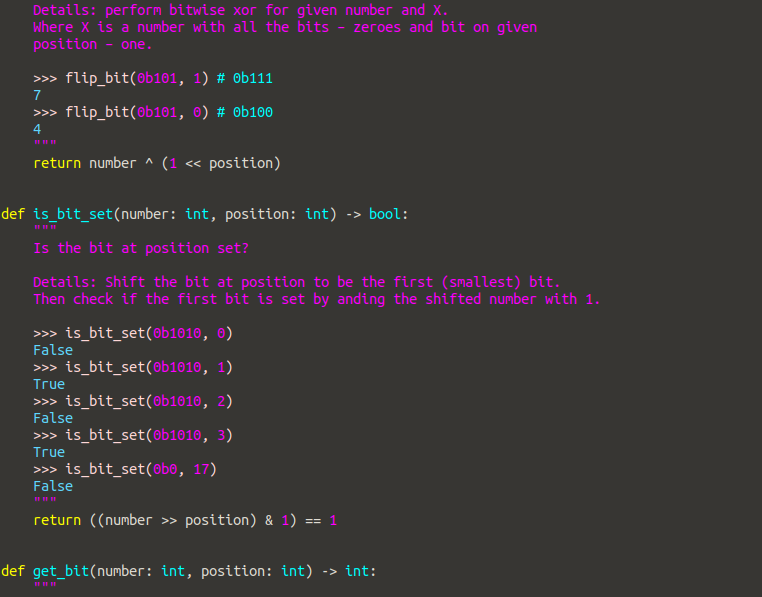 Details: perform bitwise xor for given number and X.
    Where X is a number with all the bits – zeroes and bit on given
    position – one.

    >>> flip_bit(0b101, 1) # 0b111
    7
    >>> flip_bit(0b101, 0) # 0b100
    4
    """
    return number ^ (1 << position)


def is_bit_set(number: int, position: int) -> bool:
    """
    Is the bit at position set?

    Details: Shift the bit at position to be the first (smallest) bit.
    Then check if the first bit is set by anding the shifted number with 1.

    >>> is_bit_set(0b1010, 0)
    False
    >>> is_bit_set(0b1010, 1)
    True
    >>> is_bit_set(0b1010, 2)
    False
    >>> is_bit_set(0b1010, 3)
    True
    >>> is_bit_set(0b0, 17)
    False
    """
    return ((number >> position) & 1) == 1


def get_bit(number: int, position: int) -> int:
    """